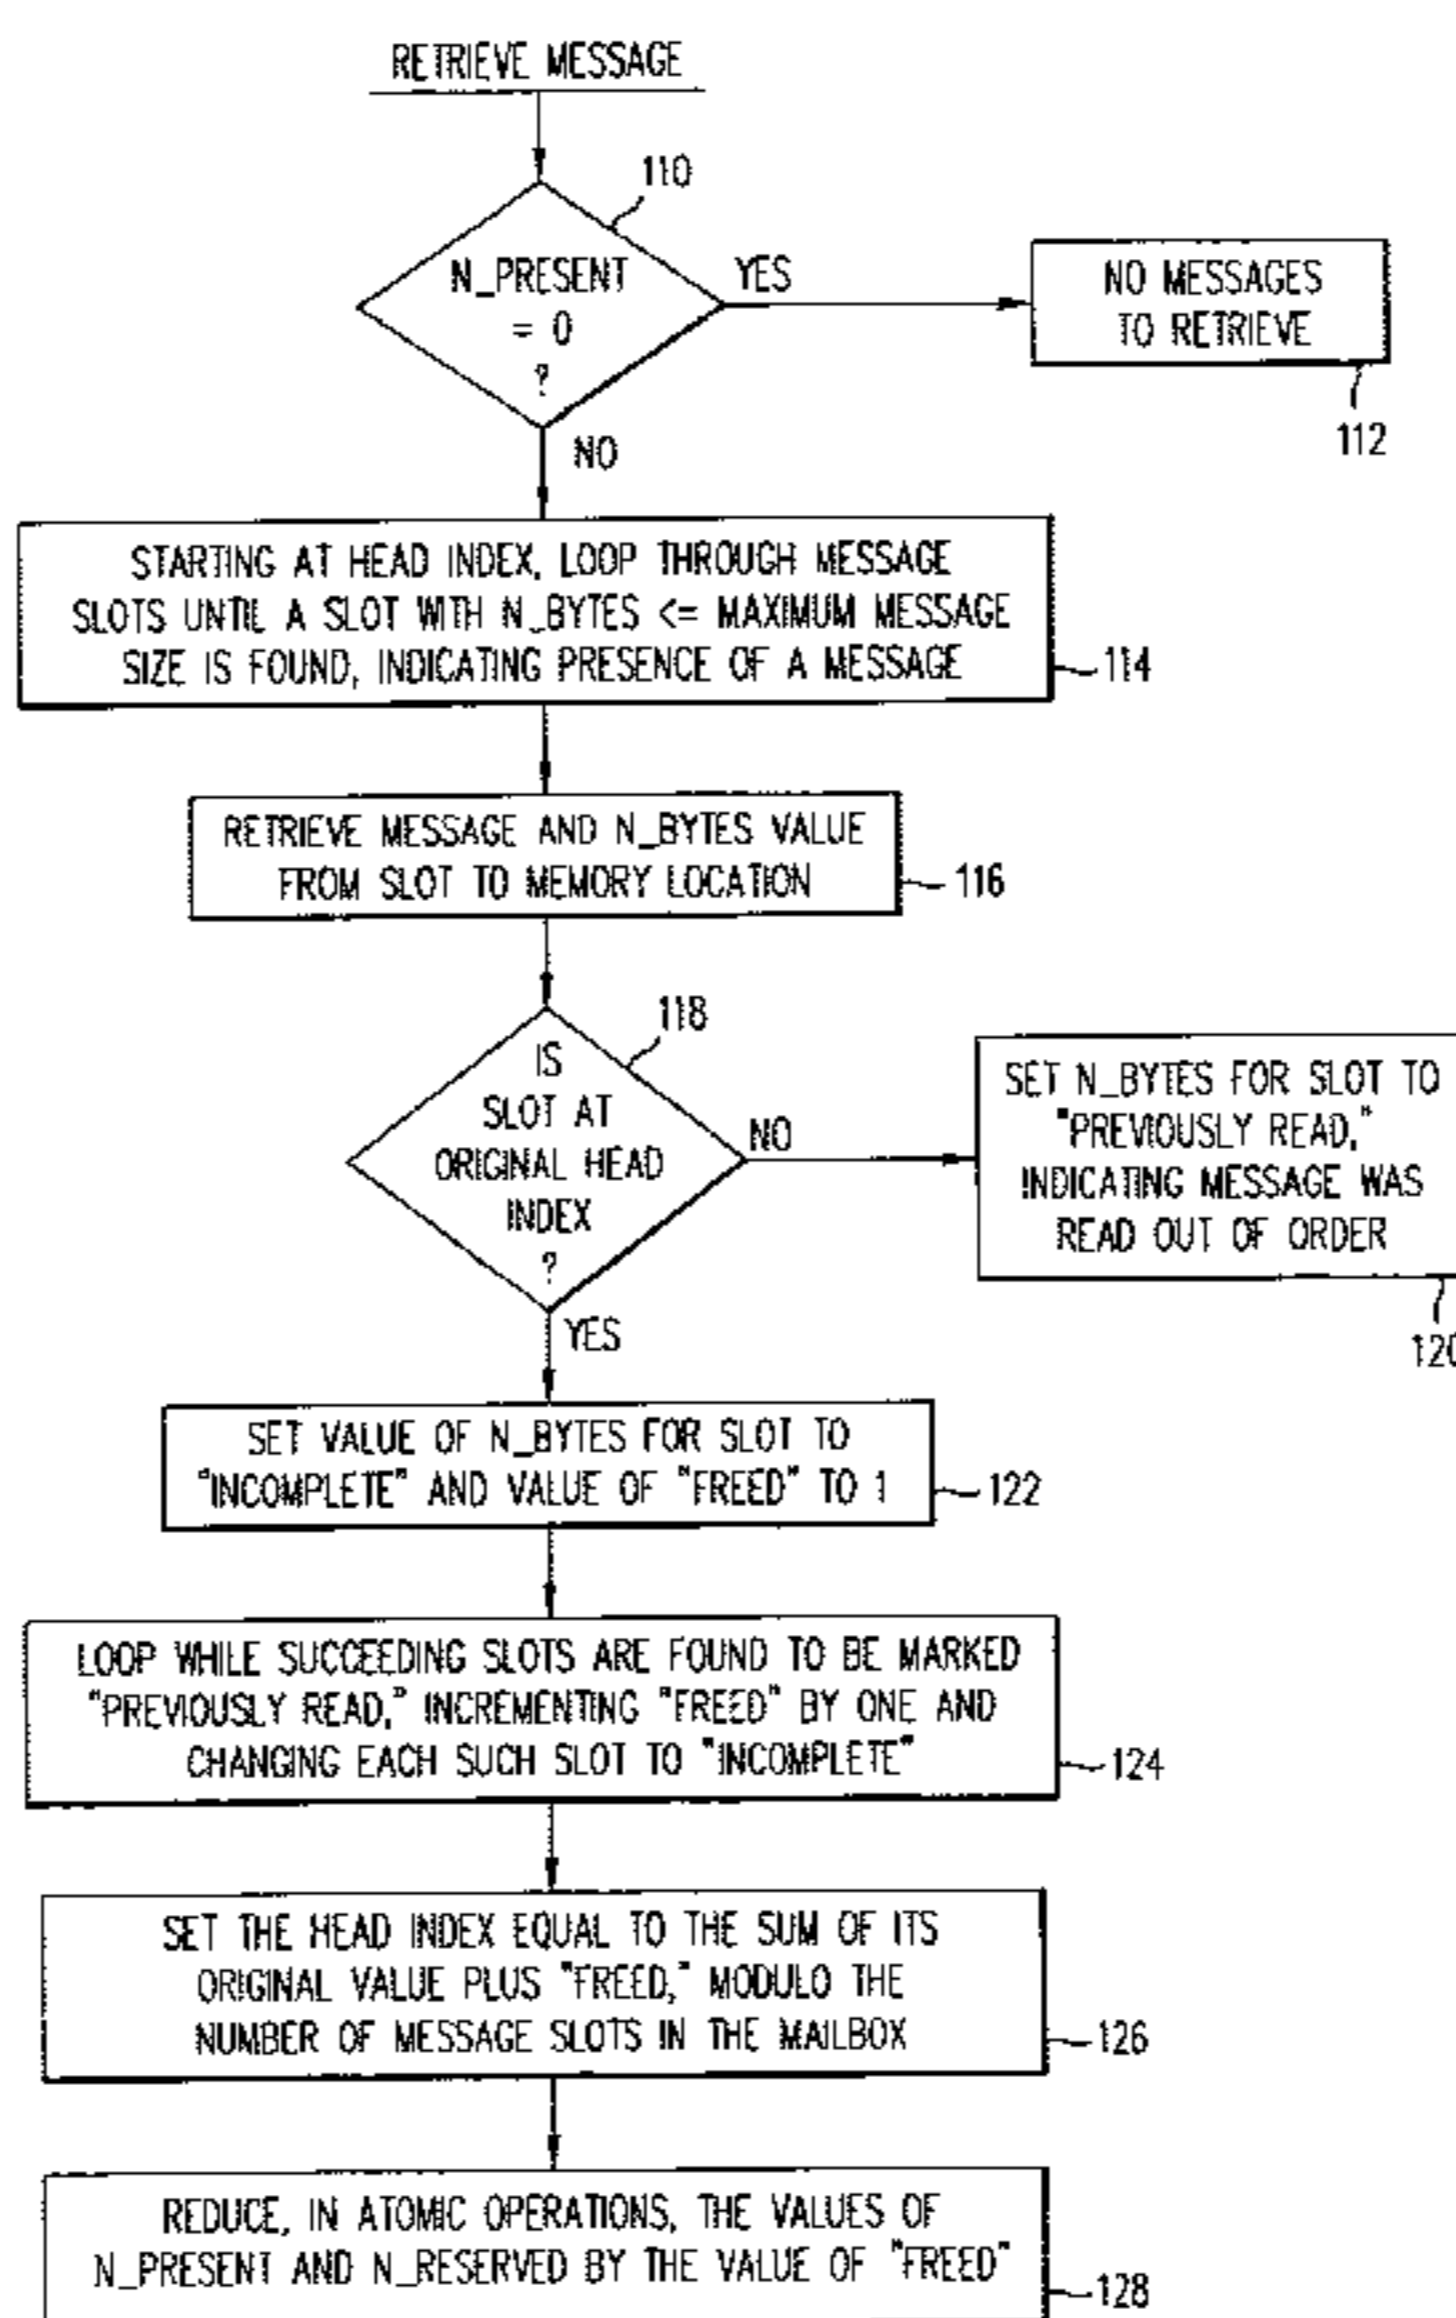 RETRIEVE MESSAGE
110
N_PRESENT
= 0
?
YES
NO MESSAGES
TO RETRIEVE
112
NO
STARTING AT HEAD INDEX, LOOP THROUGH MESSAGE
SLOTS UNTIL A SLOT WITH N_BYTES <= MAXIMUM MESSAGE
SIZE IS FOUND, INDICATING PRESENCE OF A MESSAGE
114
RETRIEVE MESSAGE AND N_BYTES VALUE
FROM SLOT TO MEMORY LOCATION
116
118
IS
SLOT AT
ORIGINAL HEAD
INDEX
?
NO
SET N_BYTES FOR SLOT TO
"PREVIOUSLY READ,"
INDICATING MESSAGE WAS
READ OUT OF ORDER
120
YES
SET VALUE OF N_BYTES FOR SLOT TO
"INCOMPLETE" AND VALUE OF "FREED" TO 1
122
LOOP WHILE SUCCEEDING SLOTS ARE FOUND TO BE MARKED
"PREVIOUSLY READ," INCREMENTING "FREED" BY ONE AND
CHANGING EACH SUCH SLOT TO "INCOMPLETE"
124
SET THE HEAD INDEX EQUAL TO THE SUM OF ITS
ORIGINAL VALUE PLUS "FREED," MODULO THE
NUMBER OF MESSAGE SLOTS IN THE MAILBOX
126
REDUCE, IN ATOMIC OPERATIONS, THE VALUES OF
N_PRESENT AND N_RESERVED BY THE VALUE OF "FREED"
128